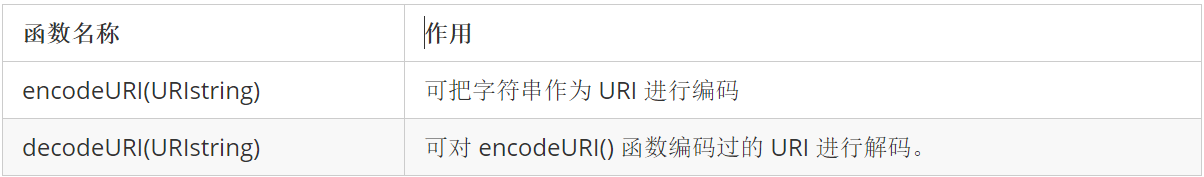 函数名称 作用
encodeURI(URIstring) 可把字符串作为 URI 进行编码
decodeURI(URIstring) 可对 encodeURI() 函数编码过的 URI 进行解码。